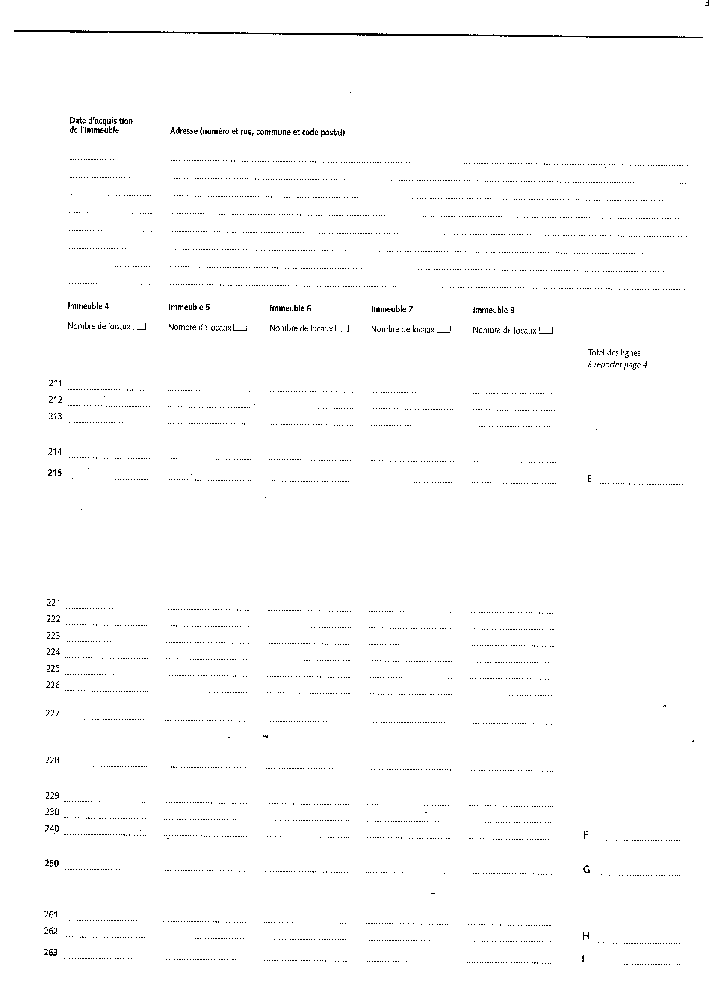 3
Date d'acquisition
de l'immeuble
Adresse (numéro et rue, commune et code postal)
Immeuble 4 Immeuble 5 Immeuble 6 Immeuble 7 Immeuble 8
Nombre de locaux Nombre de locaux Nombre de locaux Nombre de locaux Nombre de locaux
Total des lignes
à reporter page 4
211
212
213
214
215 E
221
222
223
224
225
226
227
228
229
230
240 F
250 G
261
262 H
263 I